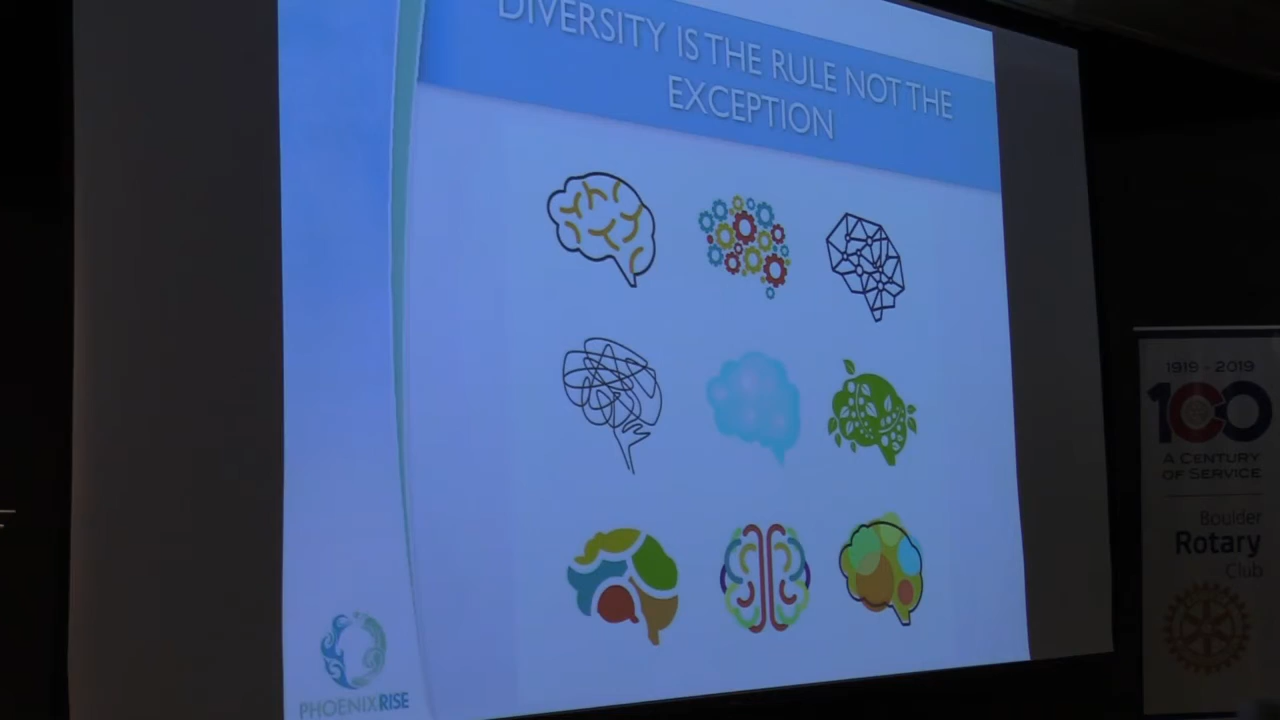 DIVERSITY IS THE RULE NOT THE
EXCEPTION
PHOENIXRISE
1919 - 2019
100
A CENTURY
OF SERVICE
Boulder
Rotary
Club